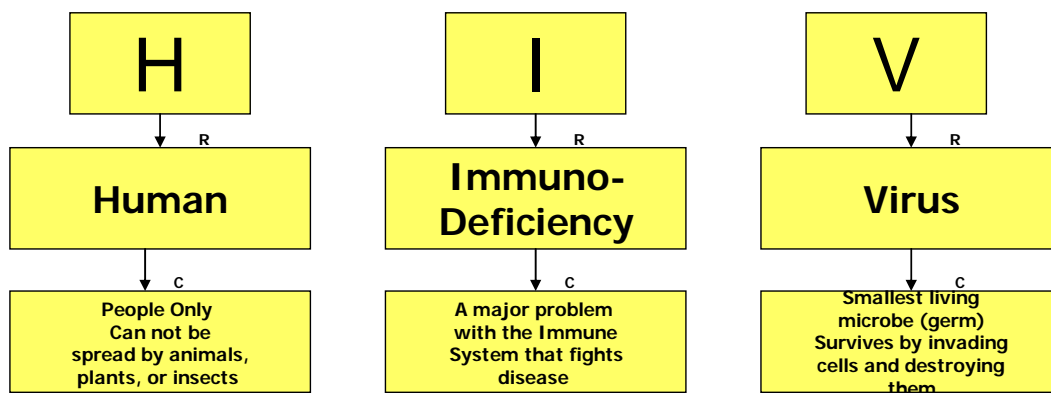 H
I
V
R
R
R
Human
Immuno-
Deficiency
Virus
C
C
C
People Only
Can not be
spread by animals,
plants, or insects
A major problem
with the Immune
System that fights
disease
Smallest living
microbe (germ)
Survives by invading
cells and destroying
them